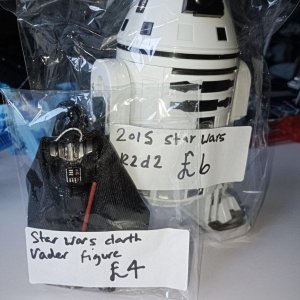 2015 Star Wars
R2d2 £6
Star Wars darth
Vader figure
£4